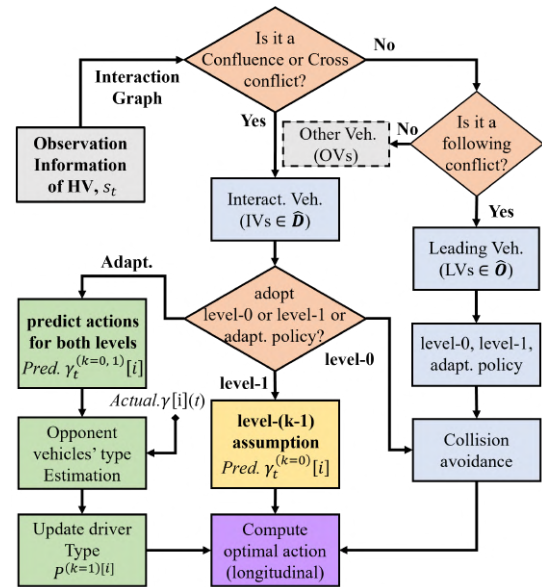 Is it a
Confluence or Cross
conflict?
No
Interaction
Graph
Yes
Observation
Information
of HV, $s_t$
Other Veh.
(OVs)
No
Is it a
following
conflict?
Yes
Interact. Veh.
(IVs ∈ $\widehat{D}$)
Leading Veh.
(LVs ∈ $\widehat{O}$)
Adapt.
adopt
level-0 or level-1 or
adapt. policy?
level-0
level-1
predict actions
for both levels
Pred. $\gamma_t^{(k=0,1)}[i]$
level-0, level-1,
adapt. policy
Actual.γ[i](t)
level-(k-1)
assumption
Pred. $\gamma_t^{(k=0)}[i]$
Opponent
vehicles' type
Estimation
Collision
avoidance
Update driver
Type
$P^{(k=1)[i]}$
Compute
optimal action
(longitudinal)